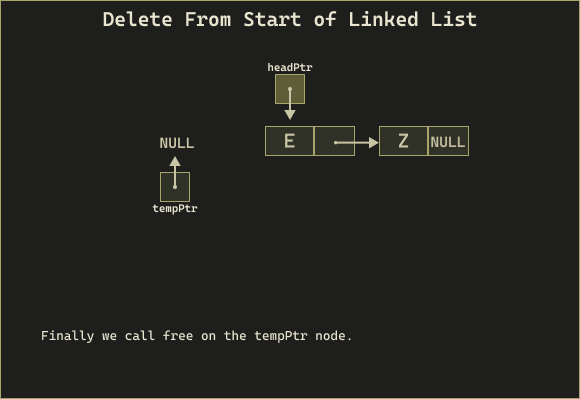 Delete From Start of Linked List
headPtr
NULL
E
Z
NULL
tempPtr
Finally we call free on the tempPtr node.